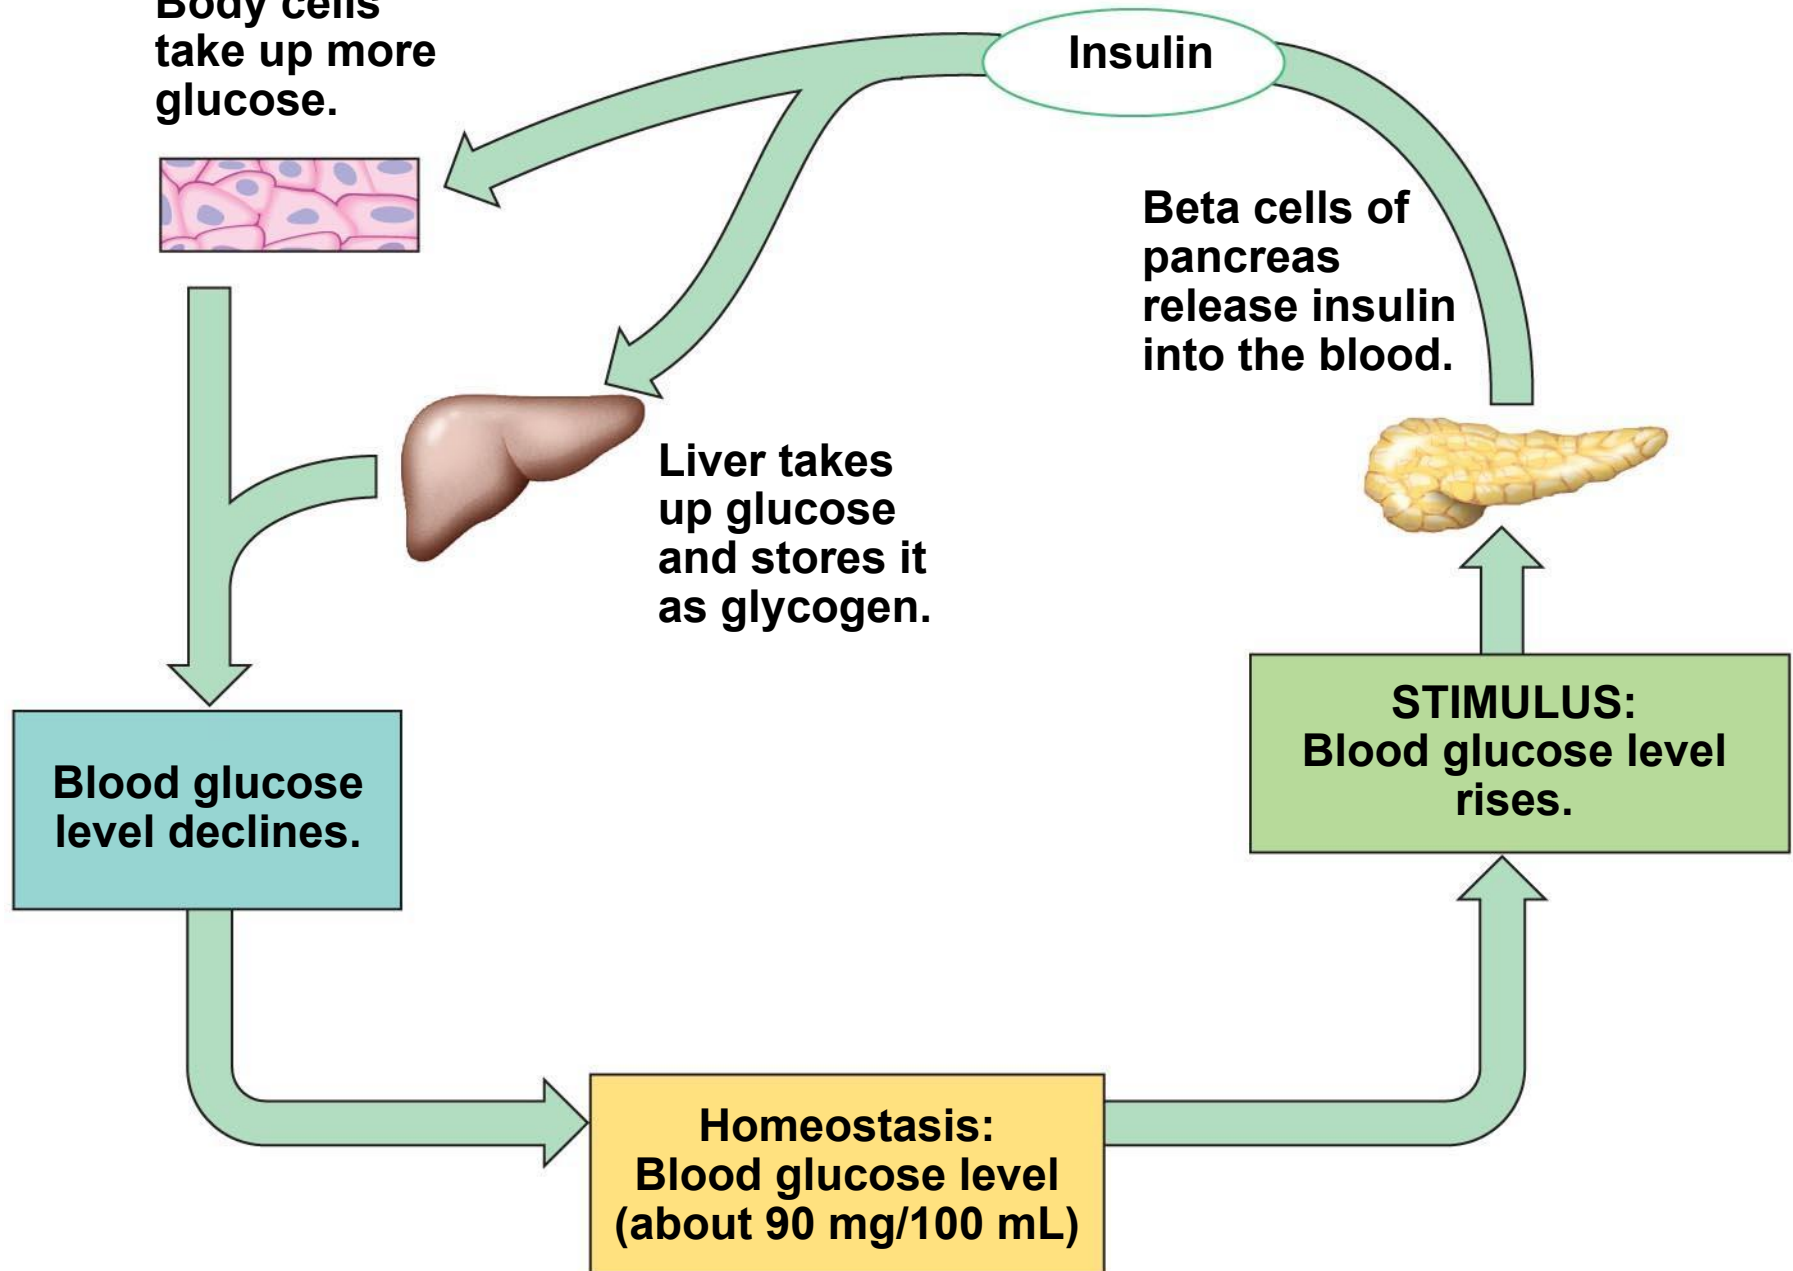 Body cells
take up more
glucose.
Insulin
Beta cells of
pancreas
release insulin
into the blood.
Liver takes
up glucose
and stores it
as glycogen.
STIMULUS:
Blood glucose level
rises.
Blood glucose
level declines.
Homeostasis:
Blood glucose level
(about 90 mg/100 mL)